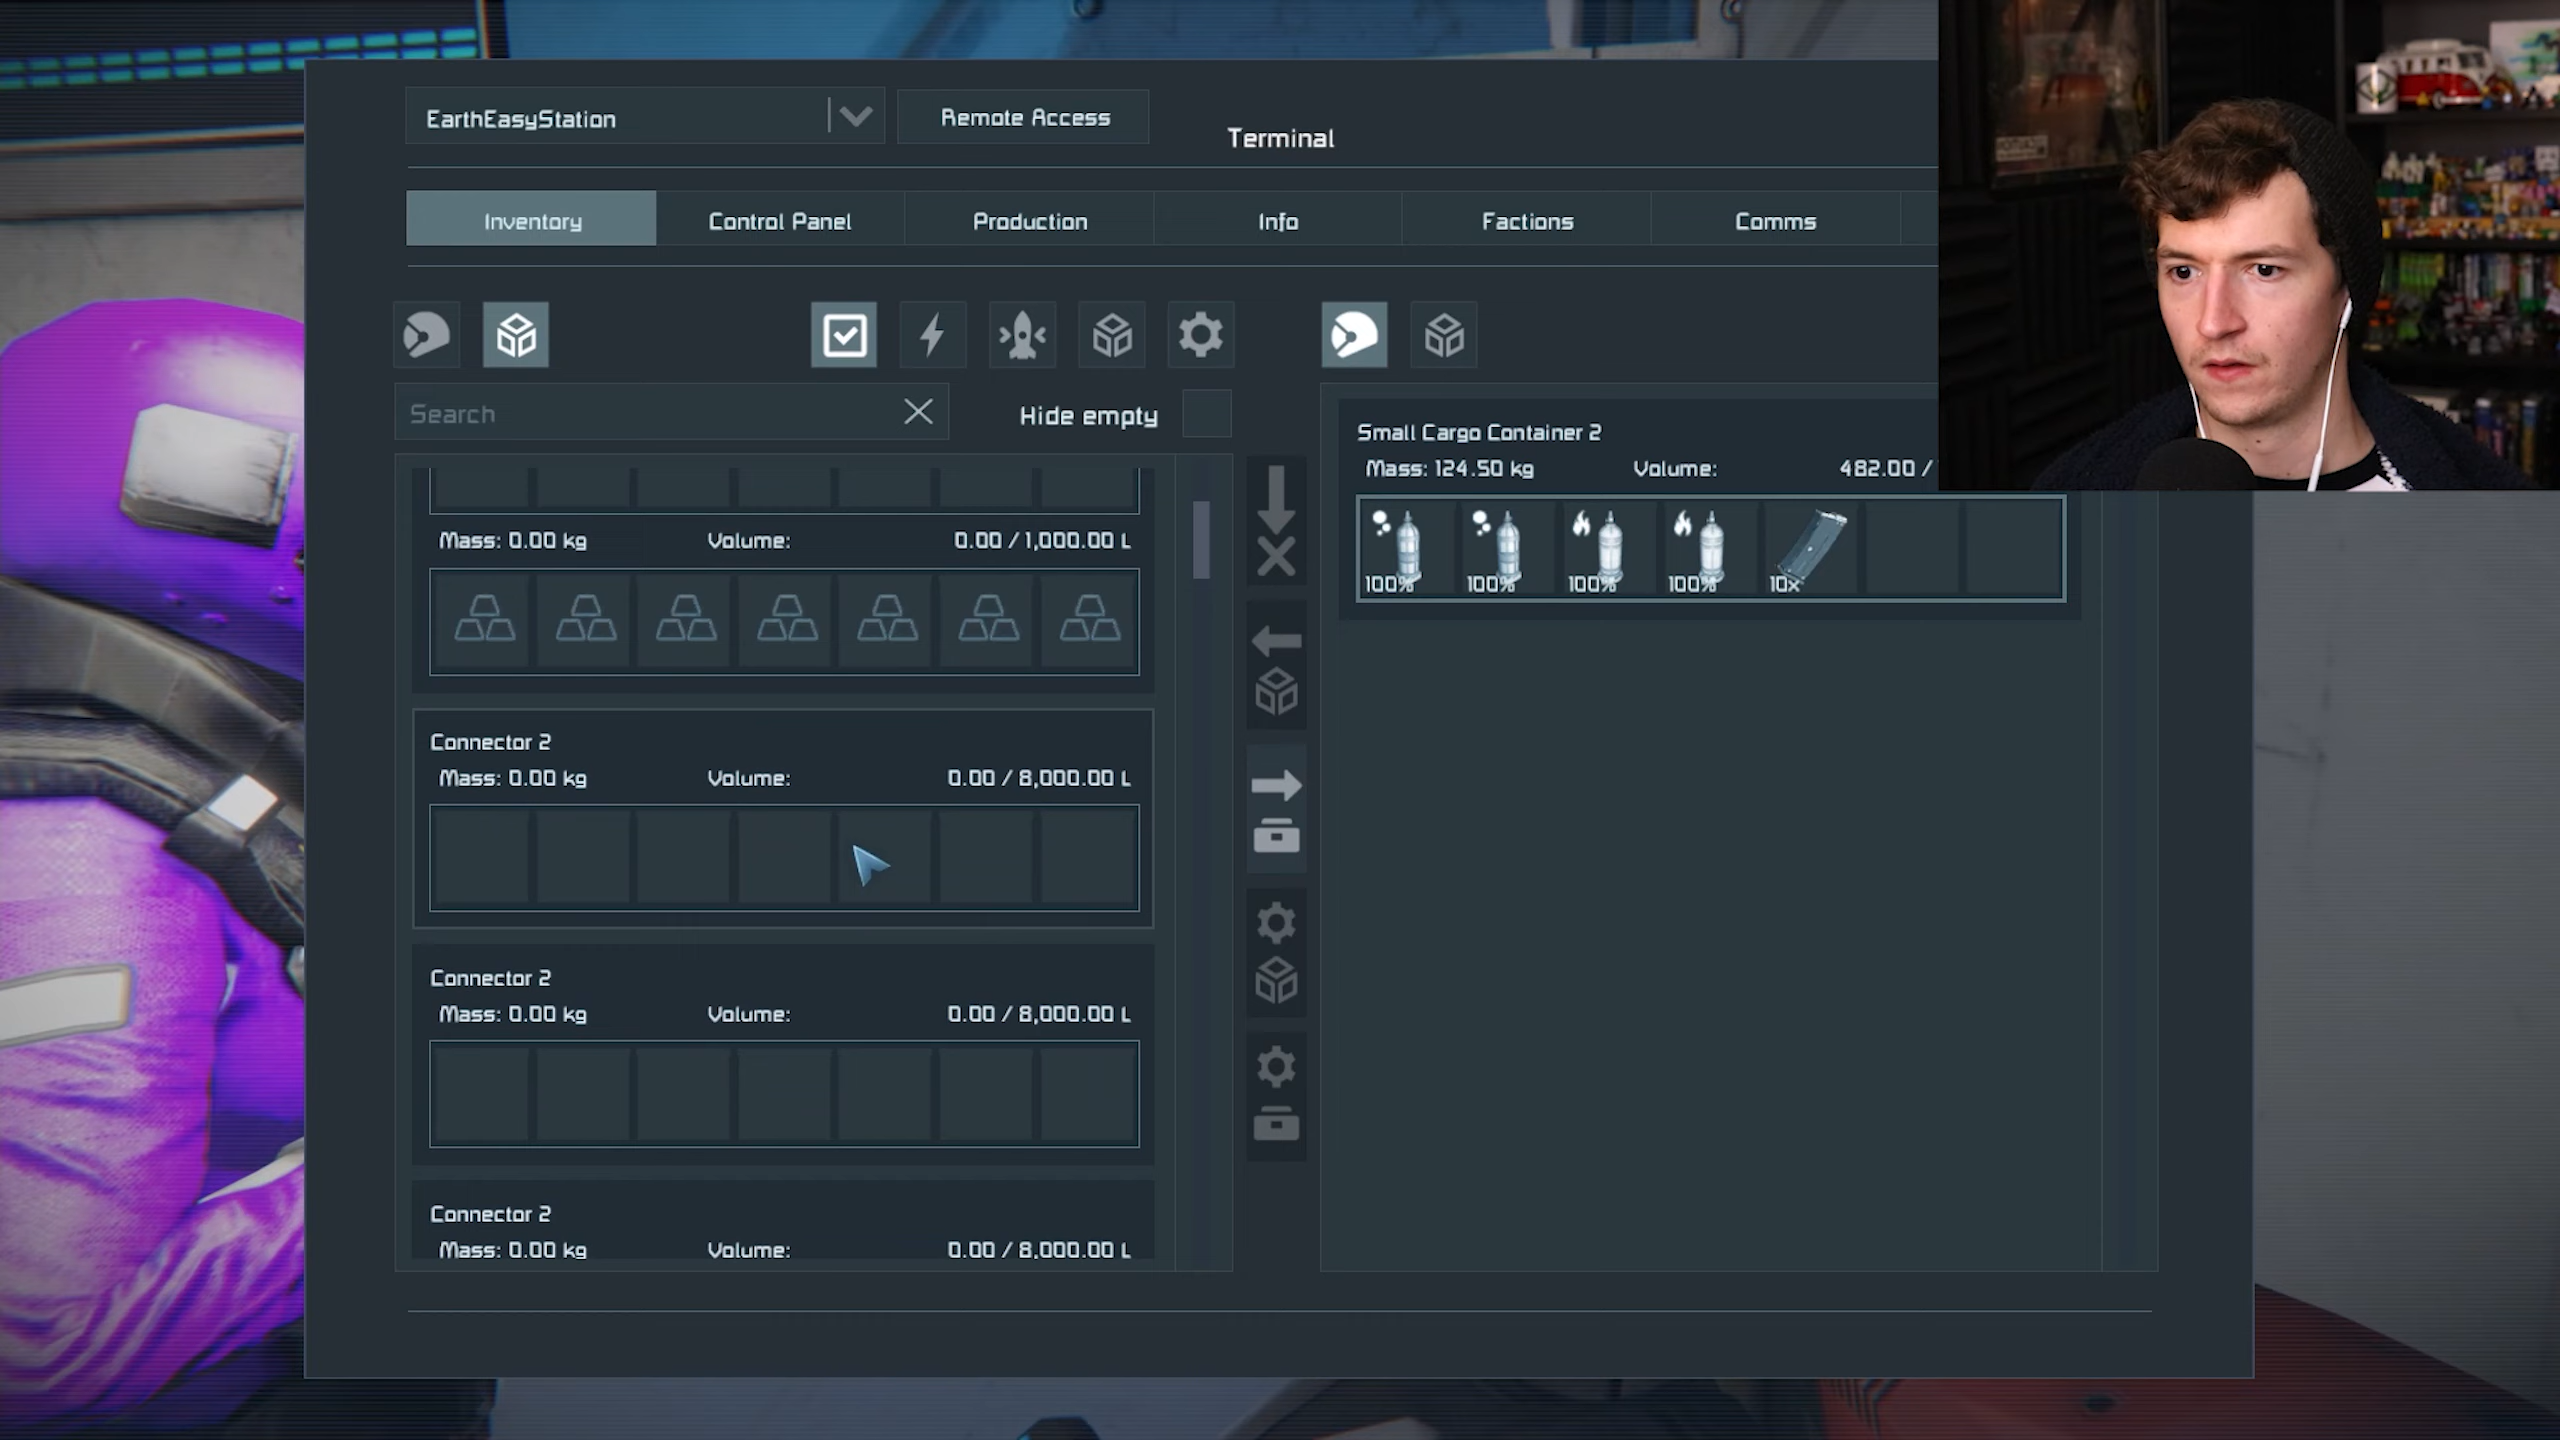 EarthEasyStation
Remote Access
Terminal
Inventory
Control Panel
Production
Info
Factions
Comms
Search
Hide empty
Mass: 0.00 kg Volume: 0.00 / 1,000.00 L
Connector 2
Mass: 0.00 kg Volume: 0.00 / 8,000.00 L
Connector 2
Mass: 0.00 kg Volume: 0.00 / 8,000.00 L
Connector 2
Mass: 0.00 kg Volume: 0.00 / 8,000.00 L
Small Cargo Container 2
Mass: 124.50 kg Volume: 482.00 /
100% 100% 100% 100% 10x